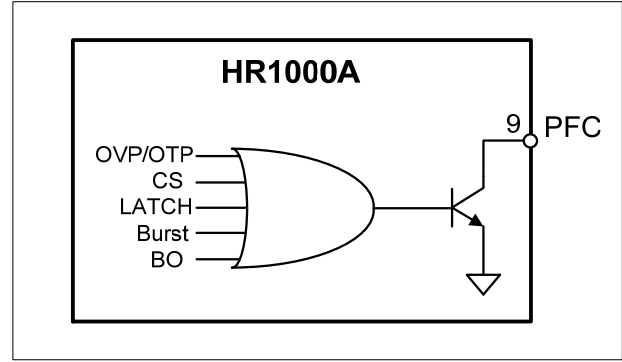 HR1000A
9 PFC
OVP/OTP
CS
LATCH
Burst
BO